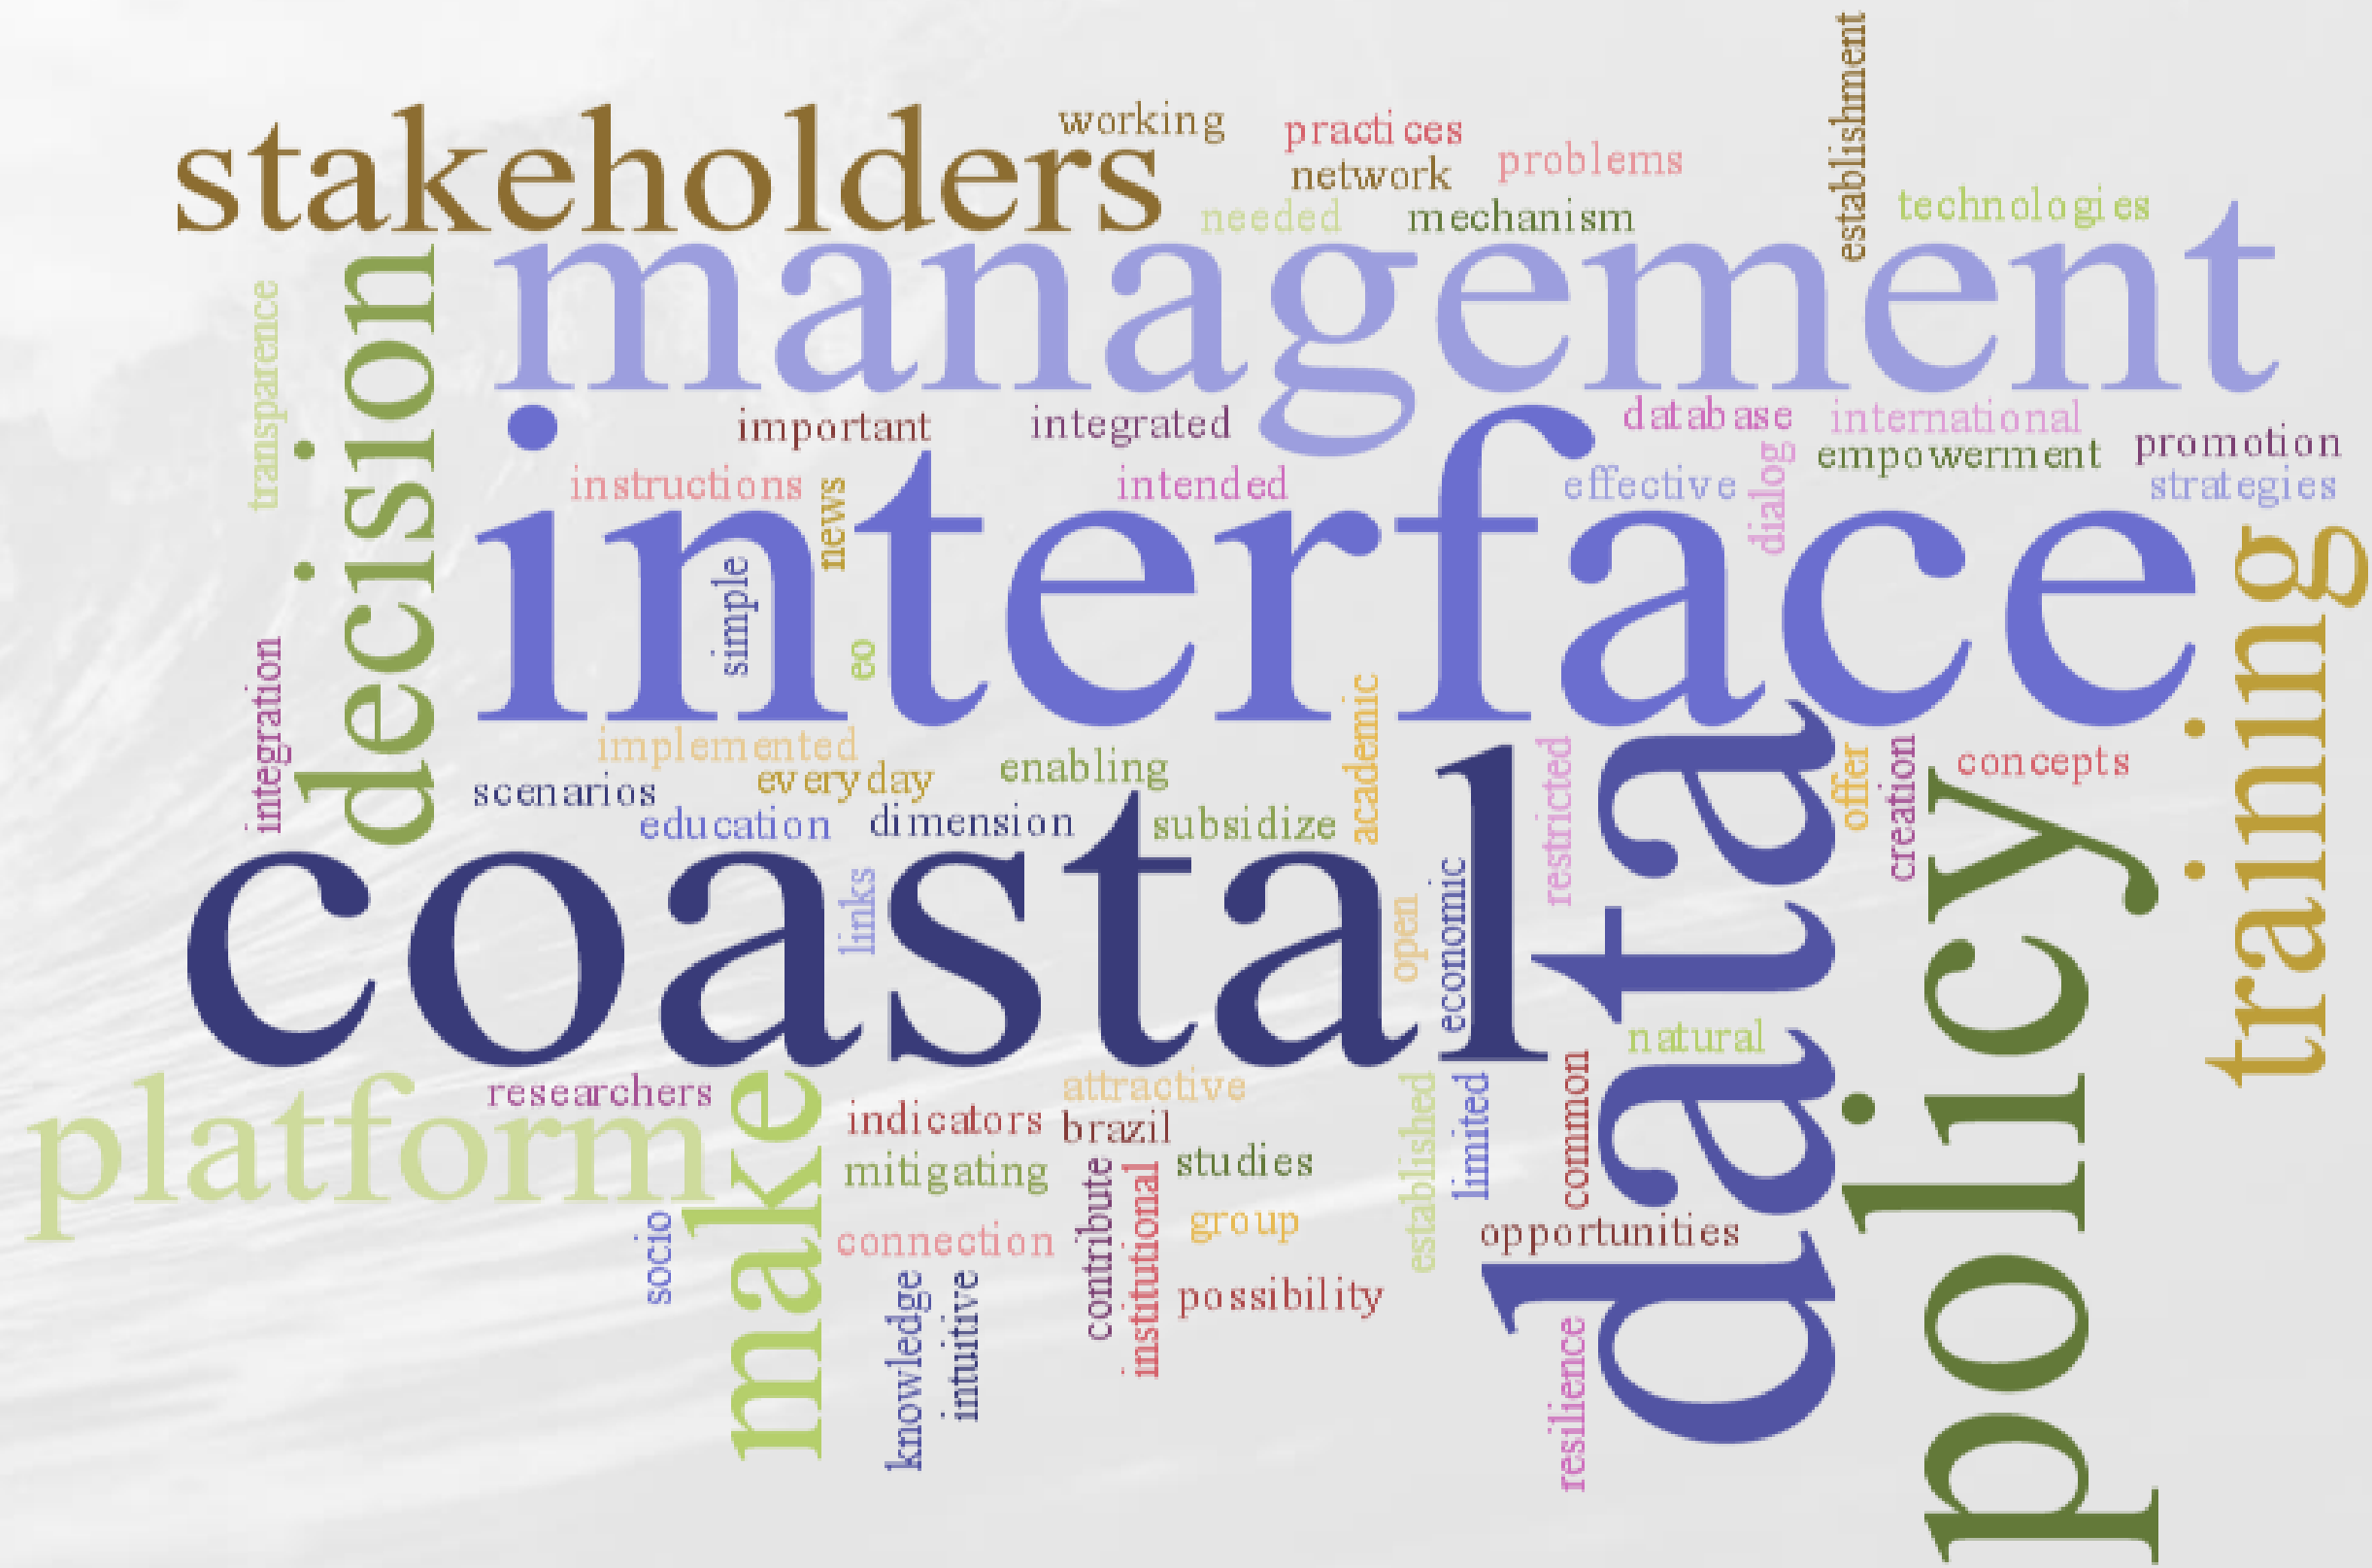 establishment
stakeholders
working
practices
problems
network
technologies
needed
mechanism
management
transparence
decision
important
integrated
database
international
promotion
empowerment
instructions
news
intended
effective
dialog
strategies
interface
training
simple
eo
integration
academic
implemented
scenarios
everyday
enabling
restricted
data
offer
creation
concepts
policy
education
dimension
subsidize
coastal
links
open
economic
natural
platform
researchers
make
attractive
indicators
brazil
established
limited
common
mitigating
contribute
institutional
studies
socio
connection
group
opportunities
knowledge
intuitive
possibility
resilience